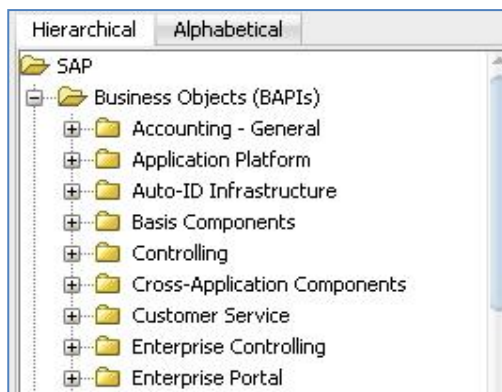 Hierarchical Alphabetical
SAP
Business Objects (BAPIs)
Accounting - General
Application Platform
Auto-ID Infrastructure
Basis Components
Controlling
Cross-Application Components
Customer Service
Enterprise Controlling
Enterprise Portal